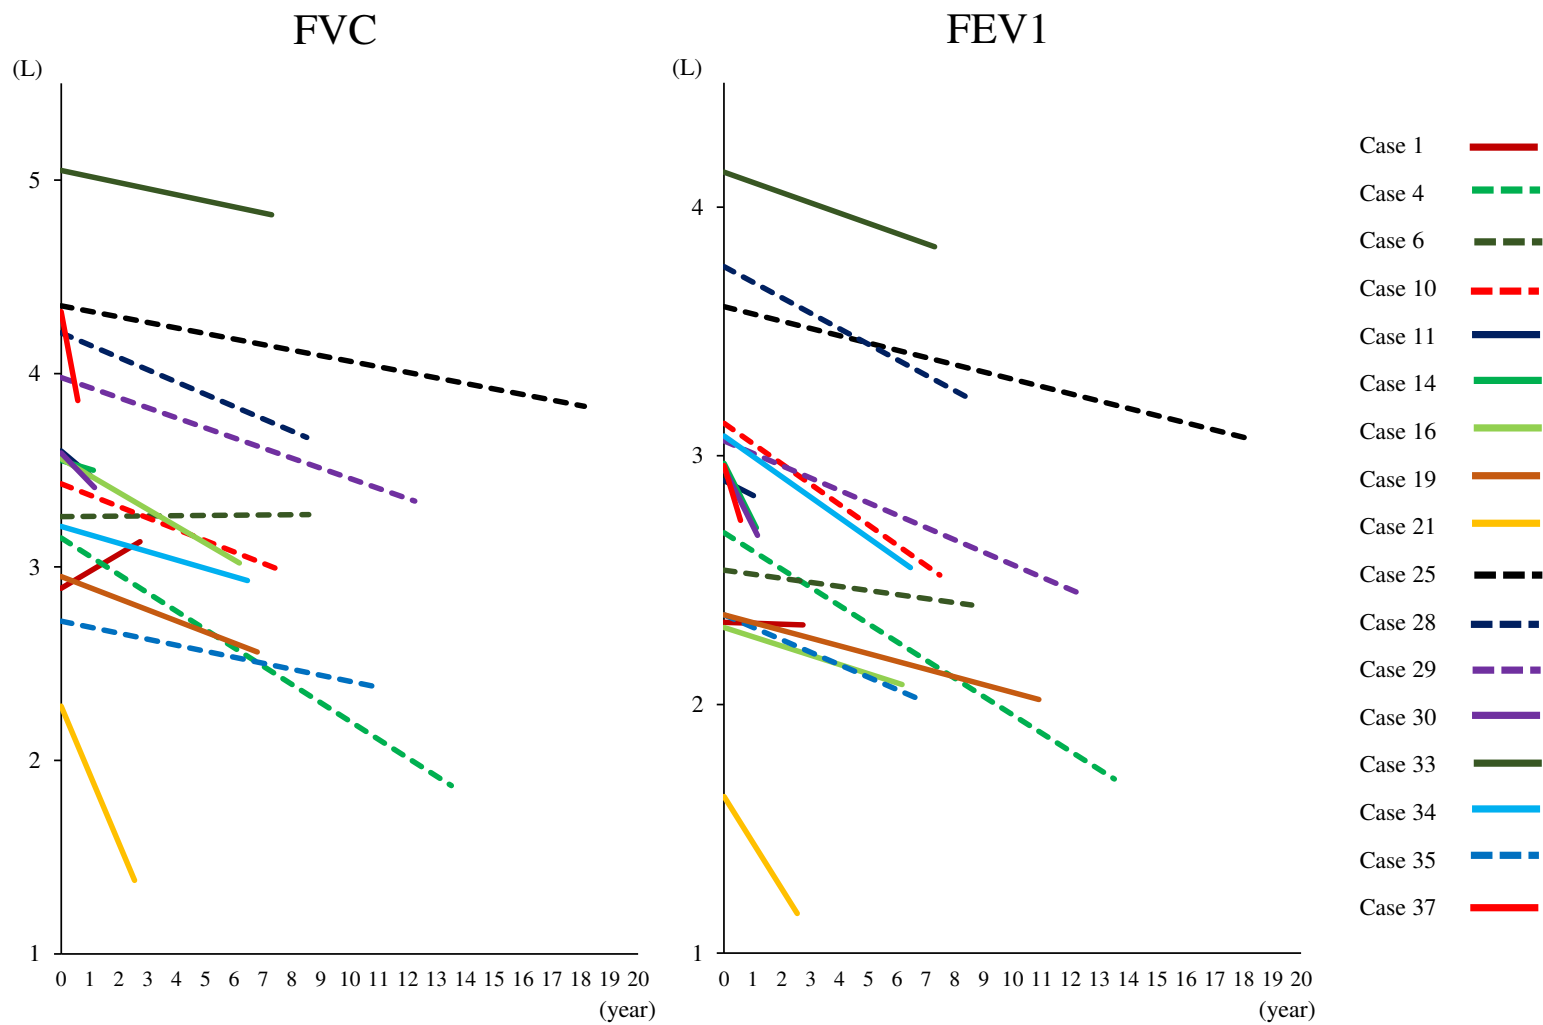 FVC
FEV1
(L)
(L)
5
4
3
2
1
0 1 2 3 4 5 6 7 8 9 10 11 12 13 14 15 16 17 18 19 20
(year)
4
3
2
1
0 1 2 3 4 5 6 7 8 9 10 11 12 13 14 15 16 17 18 19 20
(year)
Case 1
Case 4
Case 6
Case 10
Case 11
Case 14
Case 16
Case 19
Case 21
Case 25
Case 28
Case 29
Case 30
Case 33
Case 34
Case 35
Case 37